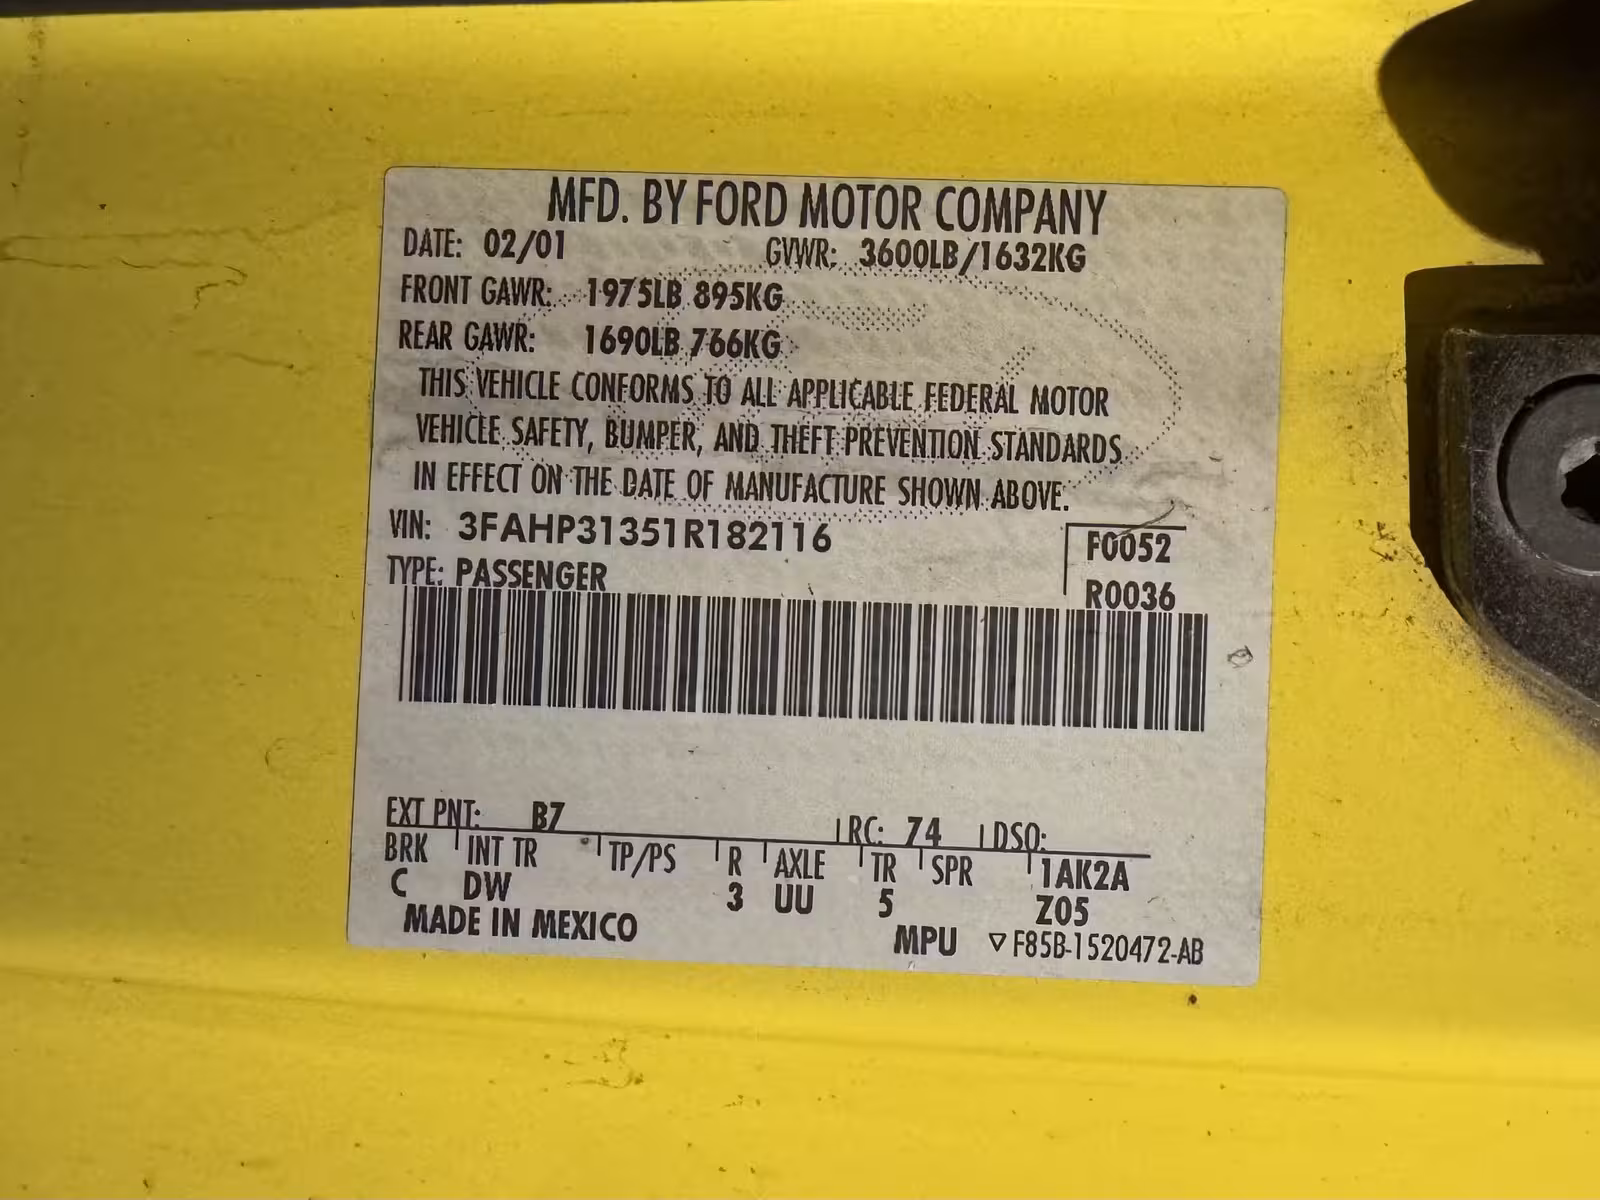 MFD. BY FORD MOTOR COMPANY
DATE: 02/01 GVWR: 3600LB/1632KG
FRONT GAWR: 1975LB 895KG
REAR GAWR: 1690LB 766KG
THIS VEHICLE CONFORMS TO ALL APPLICABLE FEDERAL MOTOR
VEHICLE SAFETY, BUMPER, AND THEFT PREVENTION STANDARDS
IN EFFECT ON THE DATE OF MANUFACTURE SHOWN ABOVE.
VIN: 3FAHP31351R182116 F0052
TYPE: PASSENGER R0036
EXT PNT: B7 RC: 74 DSO:
BRK INT TR TP/PS R AXLE TR SPR 1AK2A
C DW 3 UU 5 Z05
MADE IN MEXICO MPU ▽F85B-1520472-AB